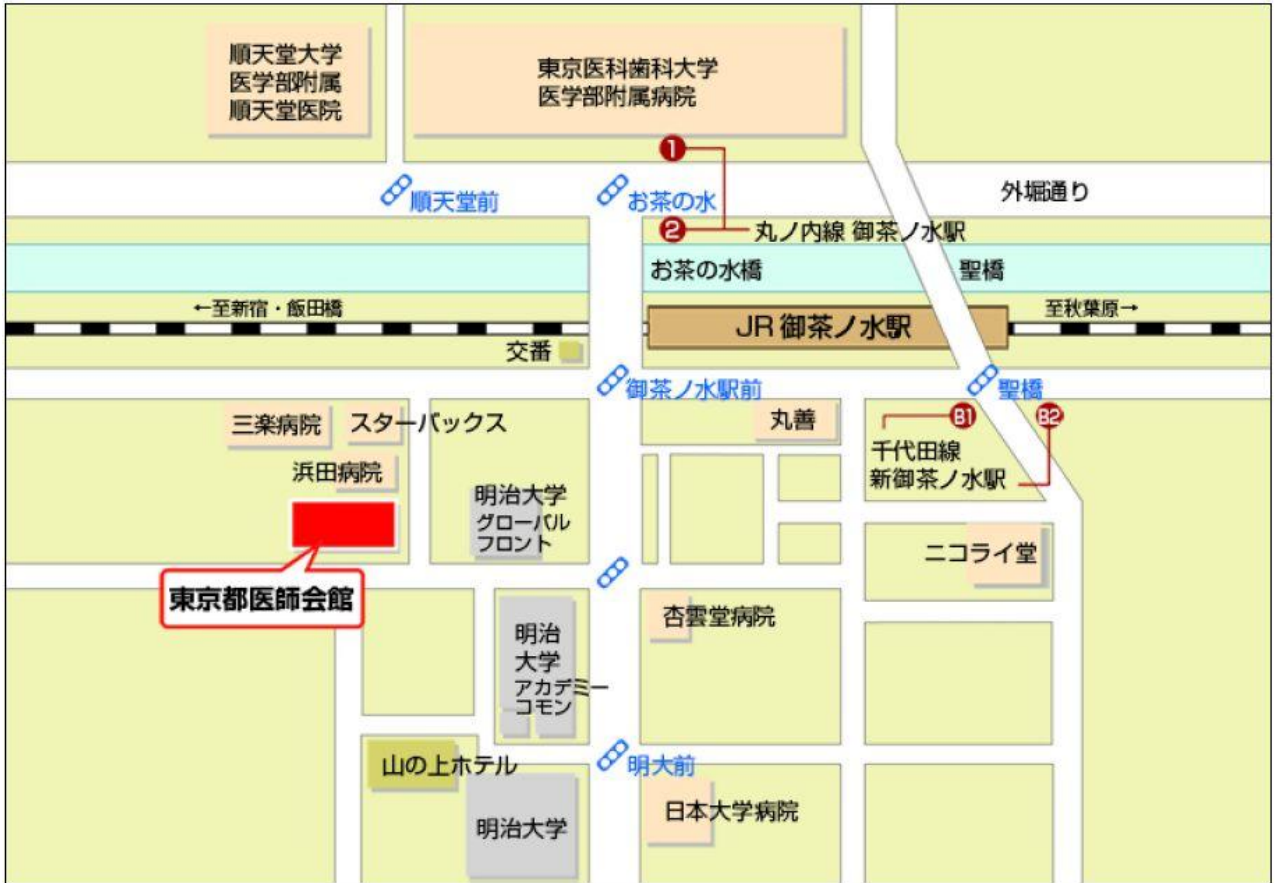 順天堂大学
医学部附属
順天堂医院
東京医科歯科大学
医学部附属病院
1
順天堂前
お茶の水
外堀通り
2
丸ノ内線 御茶ノ水駅
お茶の水橋
聖橋
←至新宿・飯田橋
至秋葉原→
JR 御茶ノ水駅
交番
御茶ノ水駅前
聖橋
三楽病院
スターバックス
丸善
B1
B2
千代田線
新御茶ノ水駅
浜田病院
明治大学
グローバル
フロント
ニコライ堂
東京都医師会館
杏雲堂病院
明治
大学
アカデミー
コモン
山の上ホテル
明大前
明治大学
日本大学病院